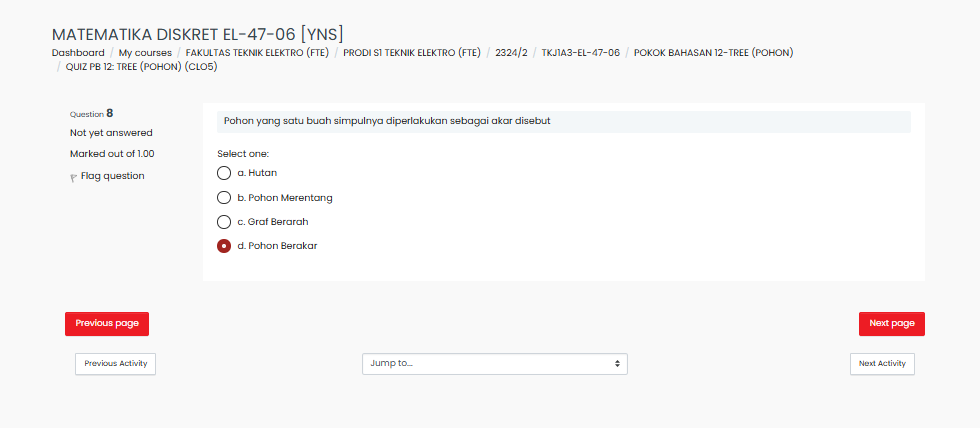 MATEMATIKA DISKRET EL-47-06 [YNS]
Dashboard / My courses / FAKULTAS TEKNIK ELEKTRO (FTE) / PRODI S1 TEKNIK ELEKTRO (FTE) / 2324/2 / TKJ1A3-EL-47-06 / POKOK BAHASAN 12-TREE (POHON)
/ QUIZ PB 12: TREE (POHON) (CLO5)
Question 8
Not yet answered
Marked out of 1.00
Flag question
Pohon yang satu buah simpulnya diperlakukan sebagai akar disebut
Select one:
a. Hutan
b. Pohon Merentang
c. Graf Berarah
d. Pohon Berakar
Previous page
Next page
Previous Activity
Jump to...
Next Activity